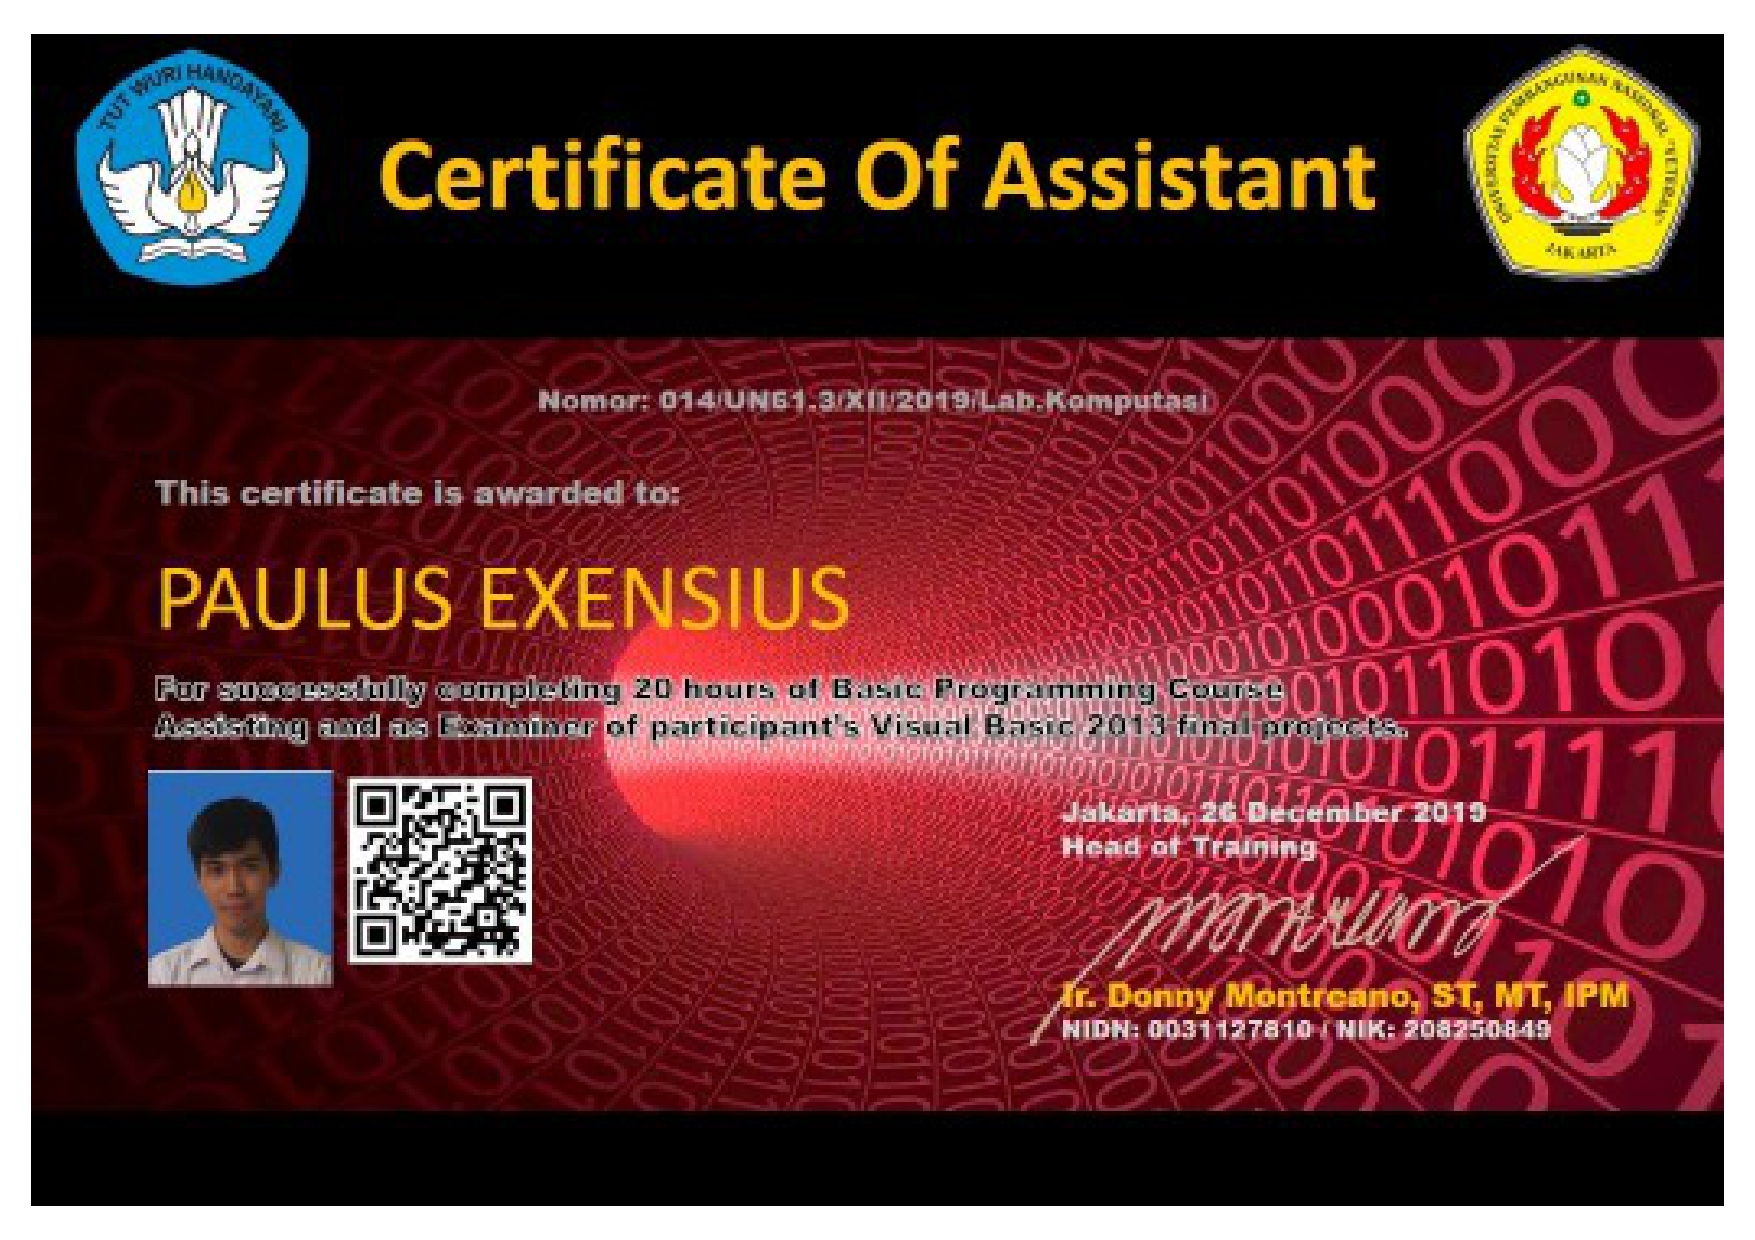 TUT WURI HANDAYANI
Certificate Of Assistant
UNIVERSITAS PEMBANGUNAN NASIONAL "VETERAN"
JAKARTA
Nomor: 014/UN61.3/XII/2019/Lab.Komputasi
This certificate is awarded to:
PAULUS EXENSIUS
For successfully completing 20 hours of Basic Programming Course
Assisting and as Examiner of participant's Visual Basic 2013 final projects.
Jakarta, 26 December 2019
Head of Training
Ir. Donny Montreano, ST, MT, IPM
NIDN: 0031127810 / NIK: 208250849